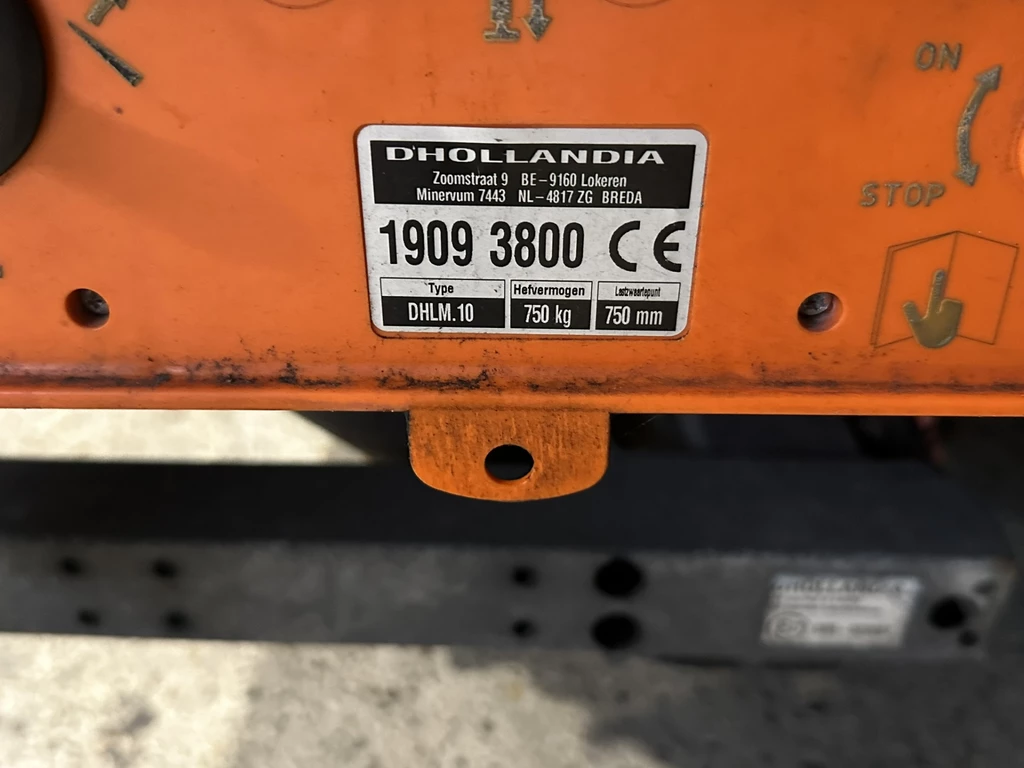 ON
STOP
D'HOLLANDIA
Zoomstraat 9 BE-9160 Lokeren
Minervum 7443 NL-4817 ZG BREDA
1909 3800 CE
Type Hefvermogen Lastzwaartepunt
DHLM.10 750 kg 750 mm
DHOLLANDIA